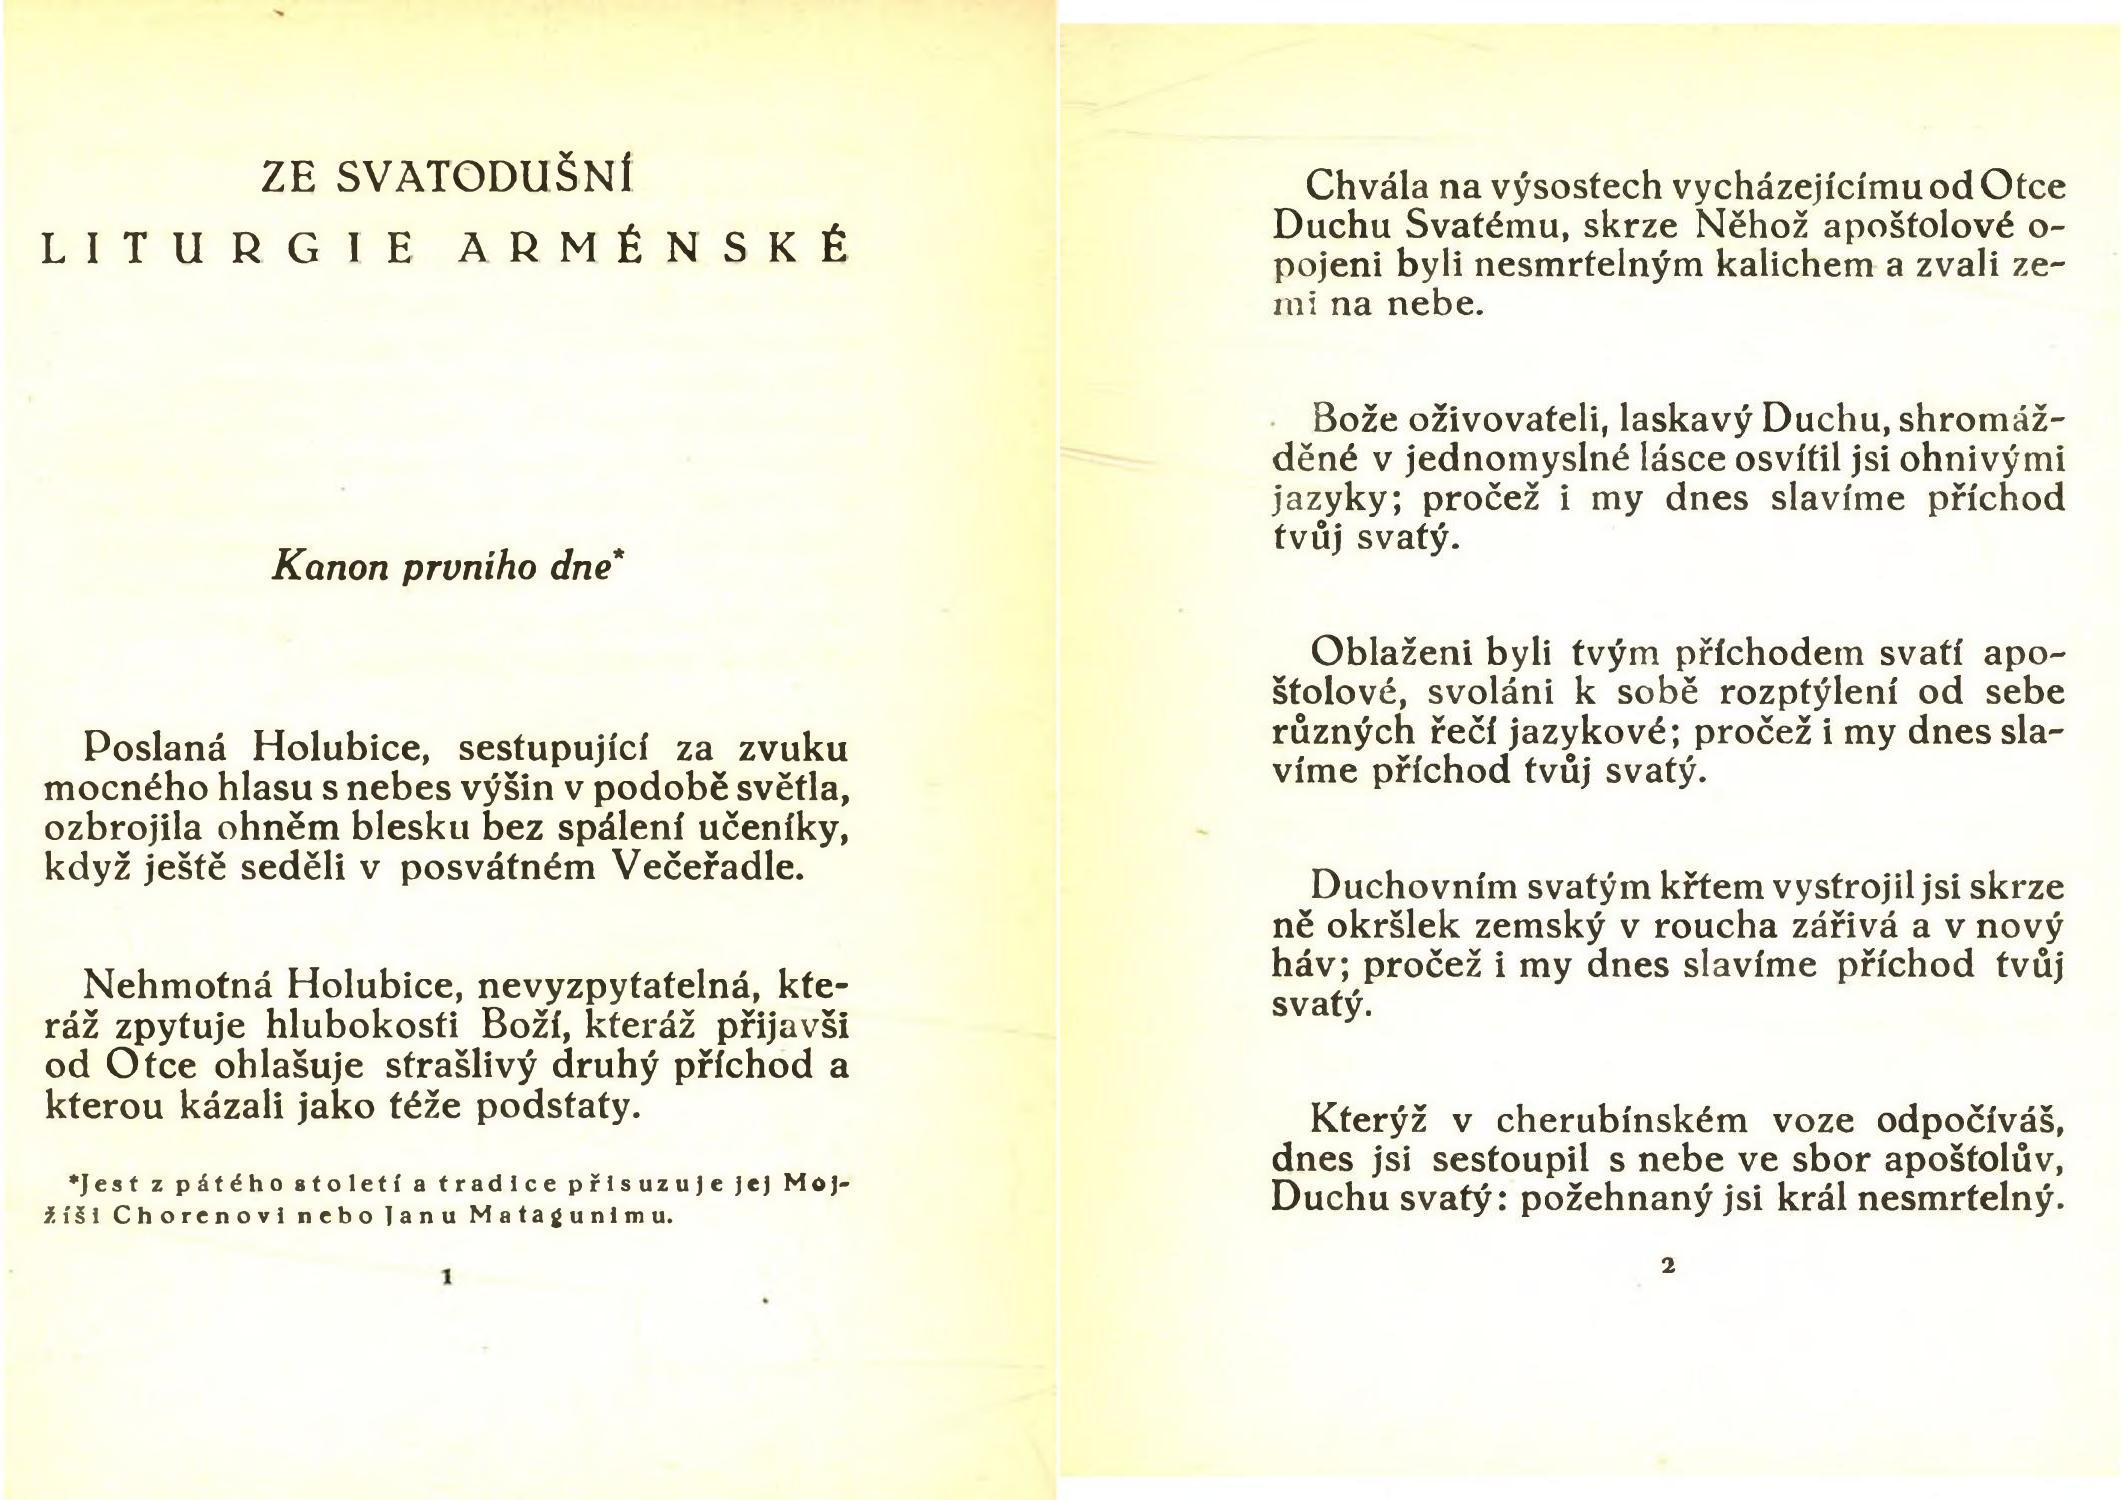 ZE SVATODUŠNÍ
LITURGIE ARMÉNSKÉ
Kanon prvního dne*
Poslaná Holubice, sestupující za zvuku
mocného hlasu s nebes výšin v podobě světla,
ozbrojila ohněm blesku bez spálení učeníky,
když ještě seděli v posvátném Večeřadle.
Nehmotná Holubice, nevyzpytatelná, kte-
ráž zpytuje hlubokosti Boží, kteráž přijavši
od Otce ohlašuje strašlivý druhý příchod a
kterou kázali jako téže podstaty.
*Jest z pátého století a tradice přisuzuje jej Moj-
žíši Chorenovi nebo Janu Matagunimu.
1
Chvála na výsostech vycházejícímu od Otce
Duchu Svatému, skrze Něhož apoštolové o-
pojeni byli nesmrtelným kalichem a zvali ze-
mi na nebe.
Bože oživovateli, laskavý Duchu, shromáž-
děné v jednomyslné lásce osvítil jsi ohnivými
jazyky; pročež i my dnes slavíme příchod
tvůj svatý.
Oblaženi byli tvým příchodem svatí apo-
štolové, svoláni k sobě rozptýlení od sebe
různých řečí jazykové; pročež i my dnes sla-
víme příchod tvůj svatý.
Duchovním svatým křtem vystrojil jsi skrze
ně okršlek zemský v roucha zářivá a v nový
háv; pročež i my dnes slavíme příchod tvůj
svatý.
Kterýž v cherubínském voze odpočíváš,
dnes jsi sestoupil s nebe ve sbor apoštolův,
Duchu svatý: požehnaný jsi král nesmrtelný.
2